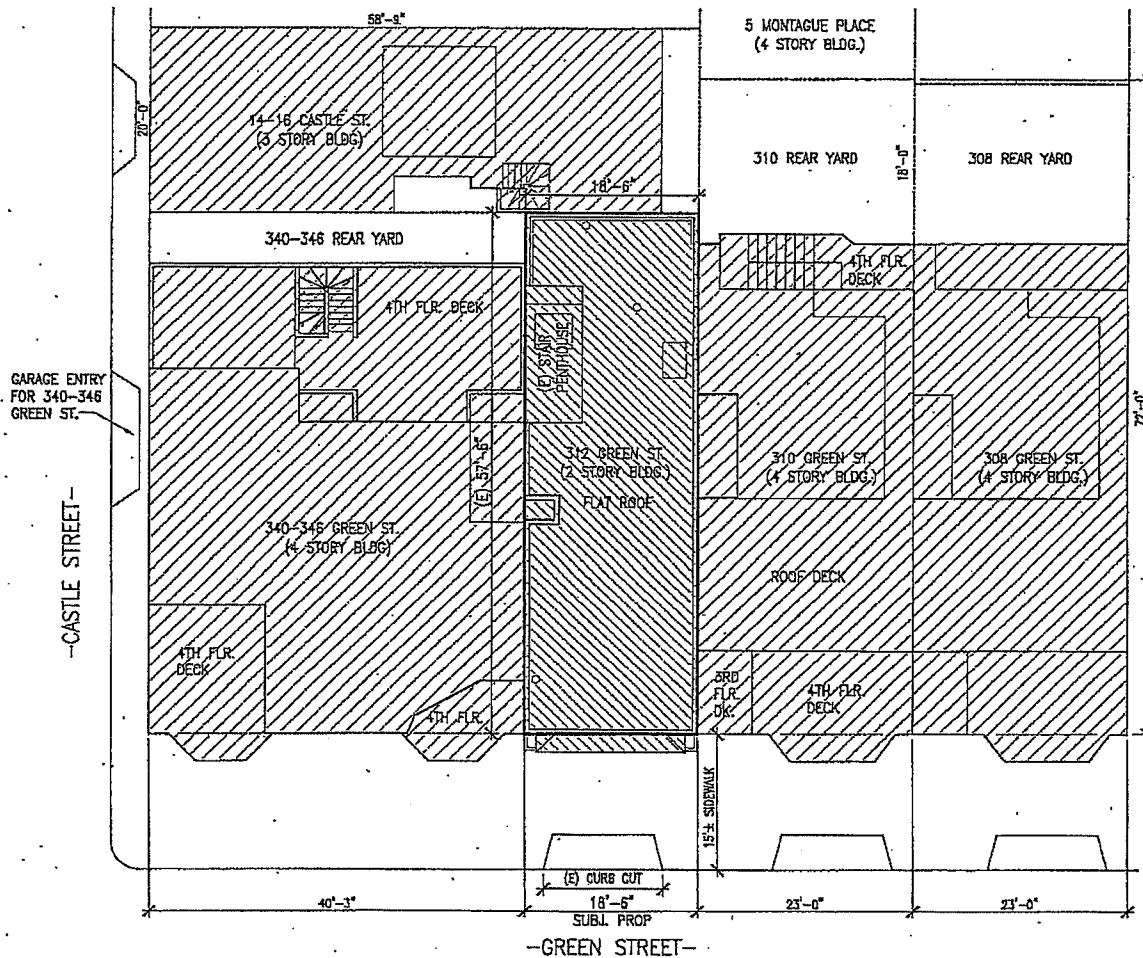 58'-9"
5 MONTAGUE PLACE
(4 STORY BLDG.)
20'-0"
14-16 CASTLE ST.
(3 STORY BLDG)
18'-6"
310 REAR YARD
18'-0"
308 REAR YARD
340-346 REAR YARD
4TH FLR. DECK
4TH FLR.
DECK
(E) STAIR
PENTHOUSE
GARAGE ENTRY
FOR 340-346
GREEN ST.
(E) 57'-6"
312 GREEN ST.
(2 STORY BLDG.)
FLAT ROOF
310 GREEN ST.
(4 STORY BLDG.)
308 GREEN ST.
(4 STORY BLDG.)
340-346 GREEN ST.
(4 STORY BLDG)
ROOF DECK
-CASTLE STREET-
4TH FLR.
DECK
4TH FLR.
3RD
FLR.
DK.
4TH FLR.
DECK
15'± SIDEWALK
(E) CURB CUT
40'-3"
18'-6"
SUBJ. PROP
23'-0"
23'-0"
-GREEN STREET-